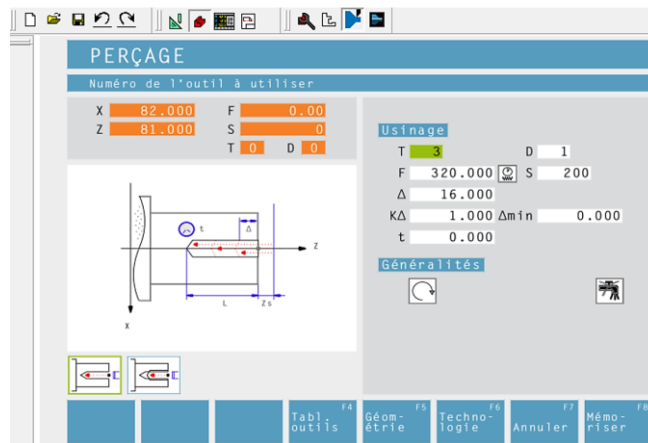 PERÇAGE
Numéro de l'outil à utiliser
X 82.000 F 0.00
Z 81.000 S 0
T 0 D 0
Usinage
T 3 D 1
F 320.000 S 200
Δ 16.000
KΔ 1.000 Δmin 0.000
t 0.000
Généralités
t Δ
Z
L Zs
X
F4 F5 F6 F7 F8
Tabl. outils
Géom- étrie
Techno- logie
Annuler
Mémo- riser